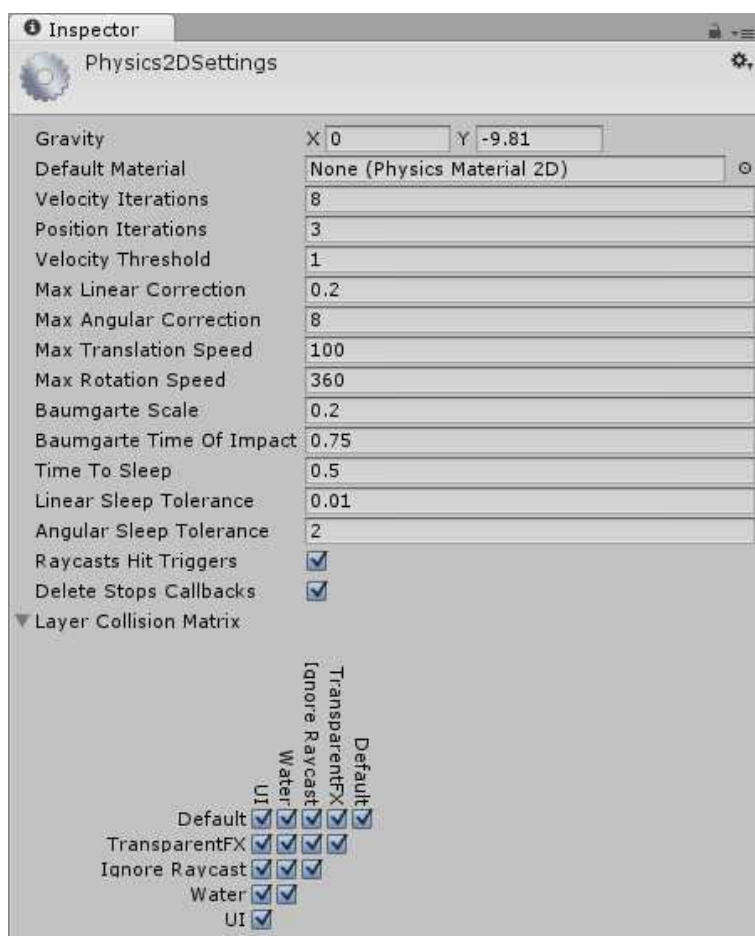 Inspector
Physics2DSettings
Gravity X 0 Y -9.81
Default Material None (Physics Material 2D)
Velocity Iterations 8
Position Iterations 3
Velocity Threshold 1
Max Linear Correction 0.2
Max Angular Correction 8
Max Translation Speed 100
Max Rotation Speed 360
Baumgarte Scale 0.2
Baumgarte Time Of Impact 0.75
Time To Sleep 0.5
Linear Sleep Tolerance 0.01
Angular Sleep Tolerance 2
Raycasts Hit Triggers
Delete Stops Callbacks
Layer Collision Matrix
UI
Water
Ignore Raycast
TransparentFX
Default
Default
TransparentFX
Ignore Raycast
Water
UI